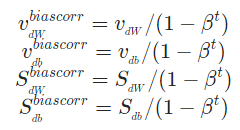 v_{dW}^{biascorr} = v_{dW}/(1 − β^t)
v_{db}^{biascorr} = v_{db}/(1 − β^t)
S_{dW}^{biascorr} = S_{dW}/(1 − β^t)
S_{db}^{biascorr} = S_{db}/(1 − β^t)